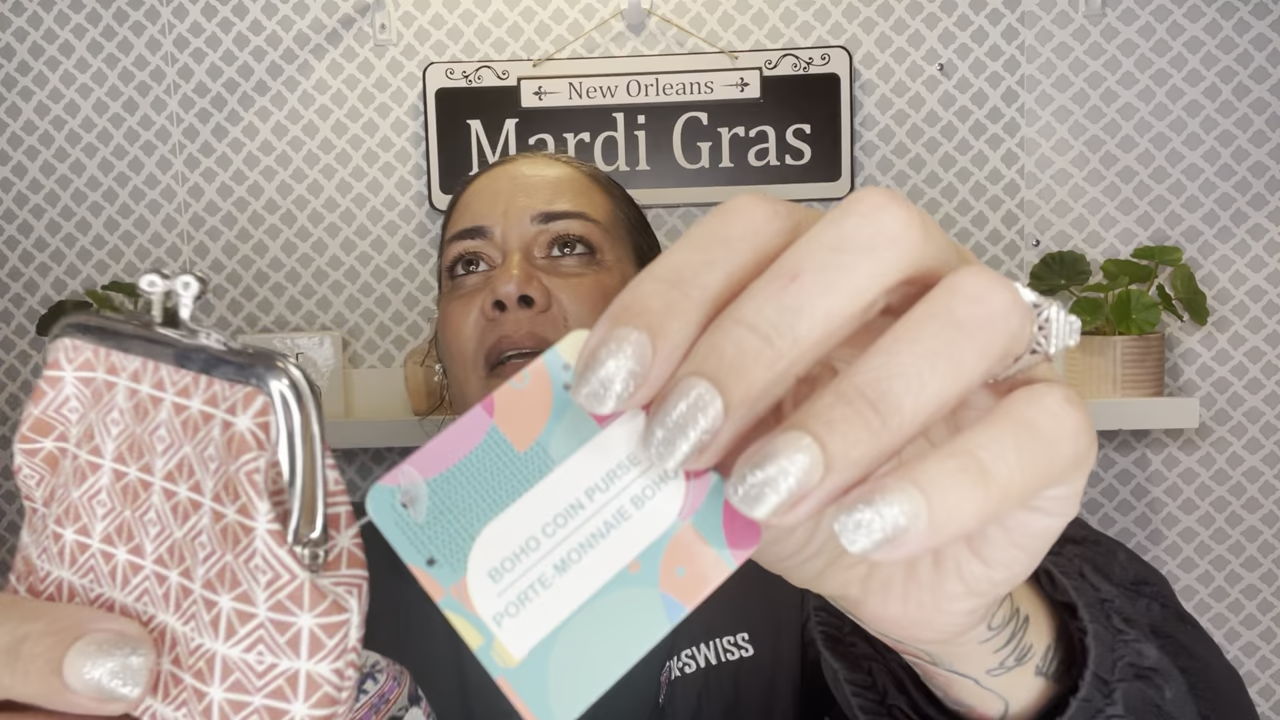 New Orleans
Mardi Gras
BOHO COIN PURSE
PORTE-MONNAIE BOHO
K-SWISS